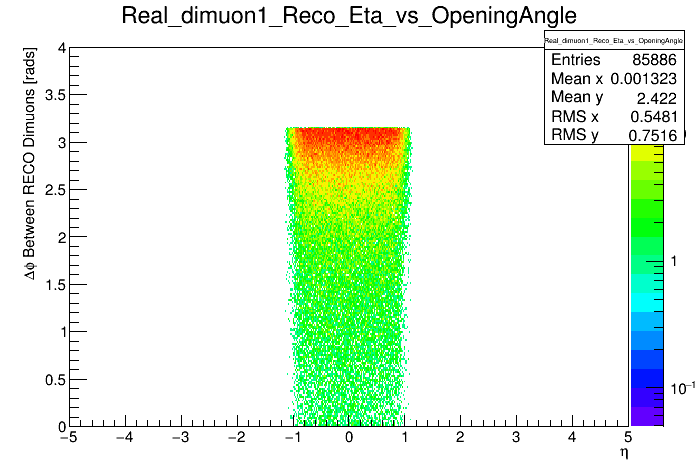 Real_dimuon1_Reco_Eta_vs_OpeningAngle
Real_dimuon1_Reco_Eta_vs_OpeningAngle
Entries 85886
Mean x 0.001323
Mean y 2.422
RMS x 0.5481
RMS y 0.7516
Δφ Between RECO Dimuons [rads]
4
3.5
3
2.5
2
1.5
1
0.5
0
−5 −4 −3 −2 −1 0 1 2 3 4 5
η
1
10⁻¹